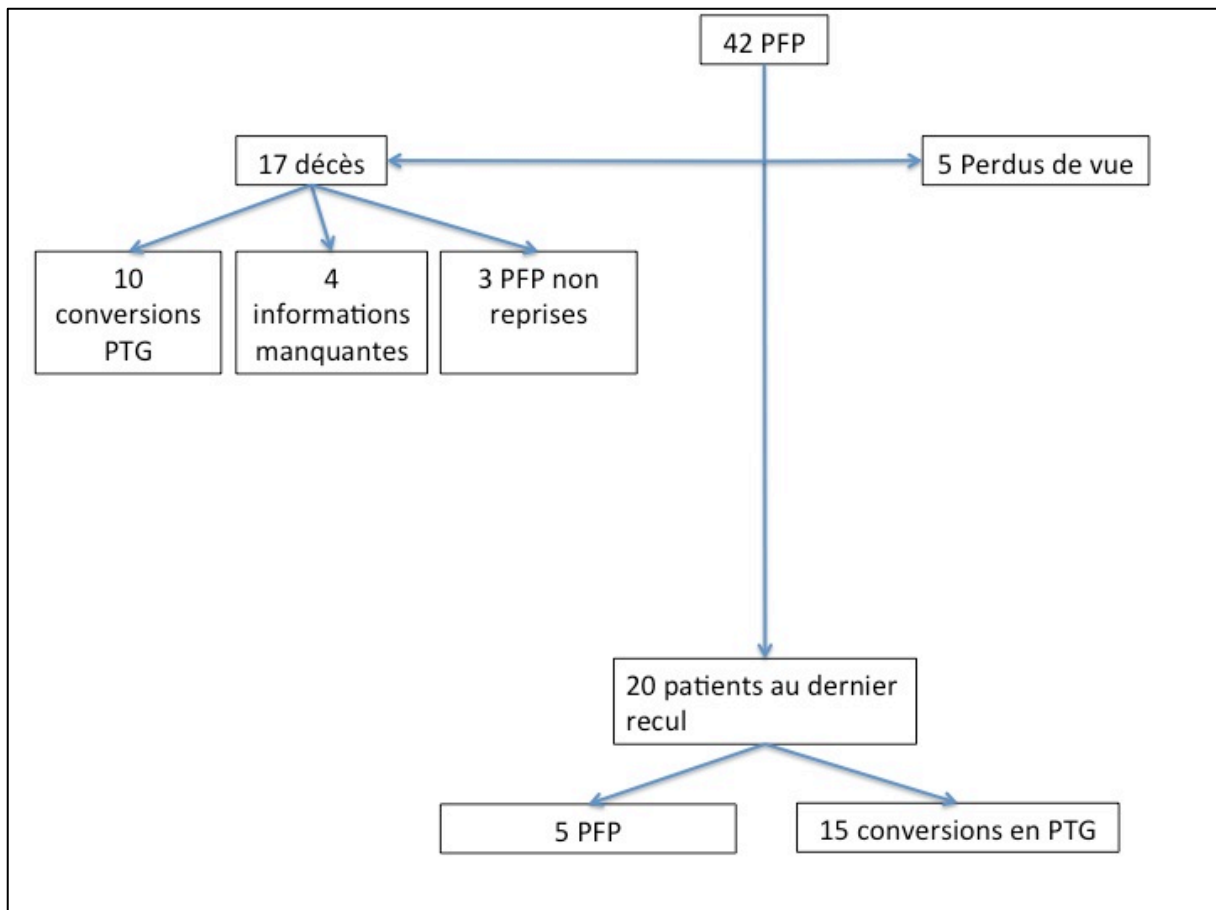 42 PFP
17 décès
5 Perdus de vue
10
conversions
PTG
4
informations
manquantes
3 PFP non
reprises
20 patients au dernier
recul
5 PFP
15 conversions en PTG